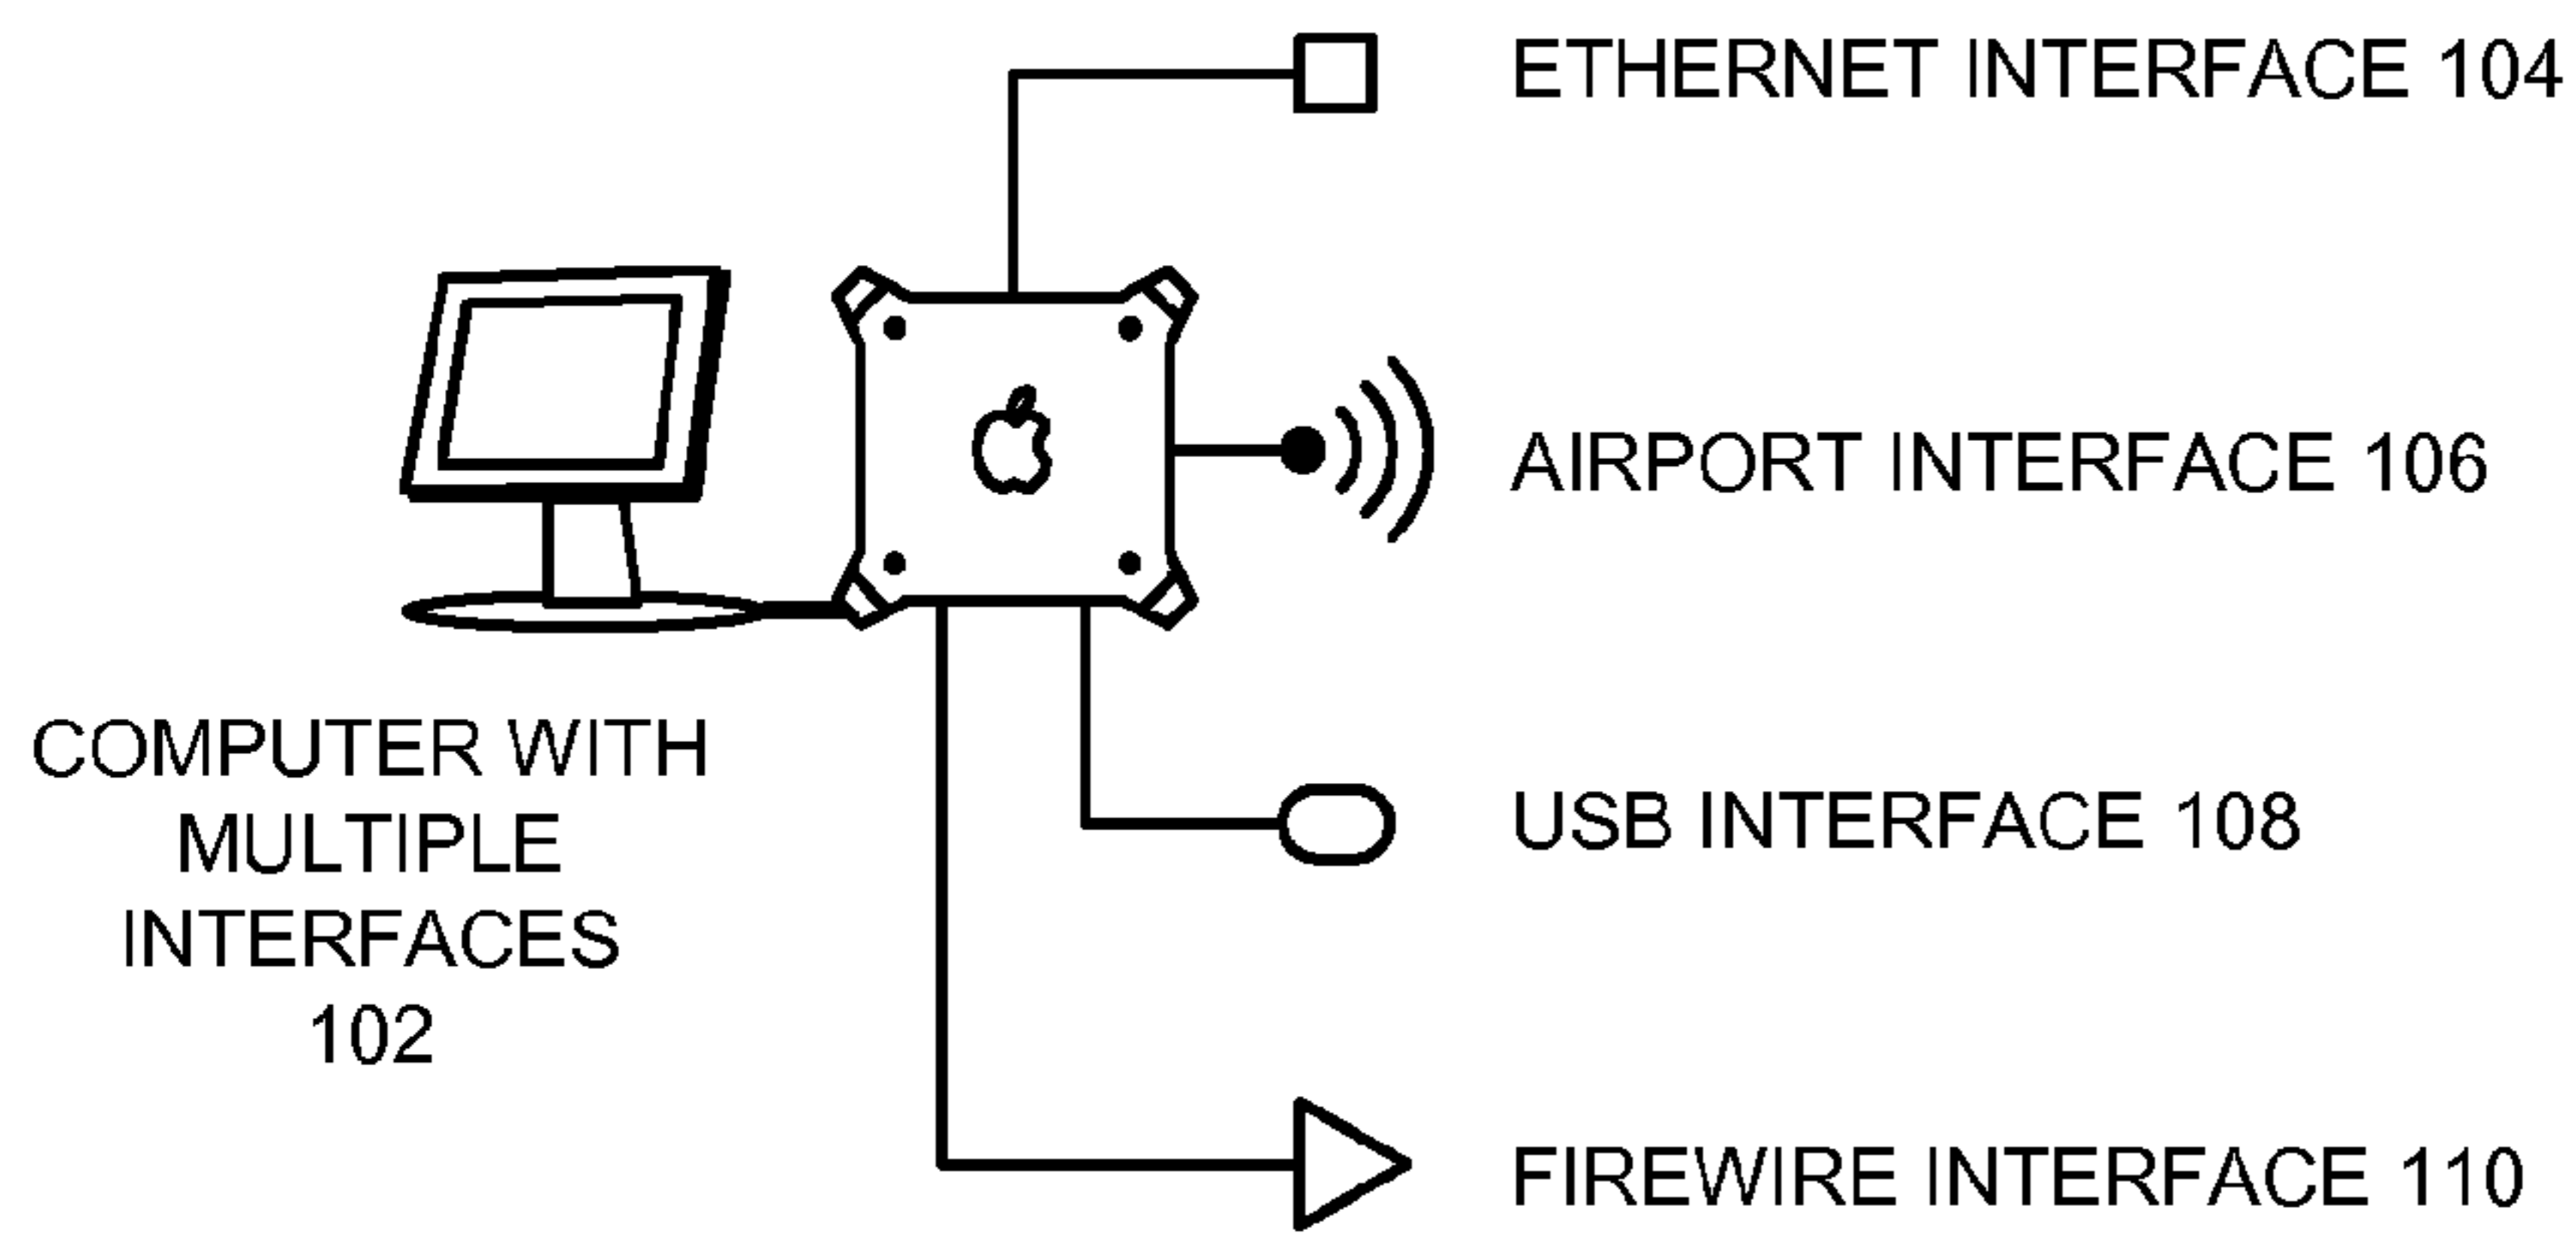 ETHERNET INTERFACE 104
AIRPORT INTERFACE 106
COMPUTER WITH
MULTIPLE
INTERFACES
102
USB INTERFACE 108
FIREWIRE INTERFACE 110